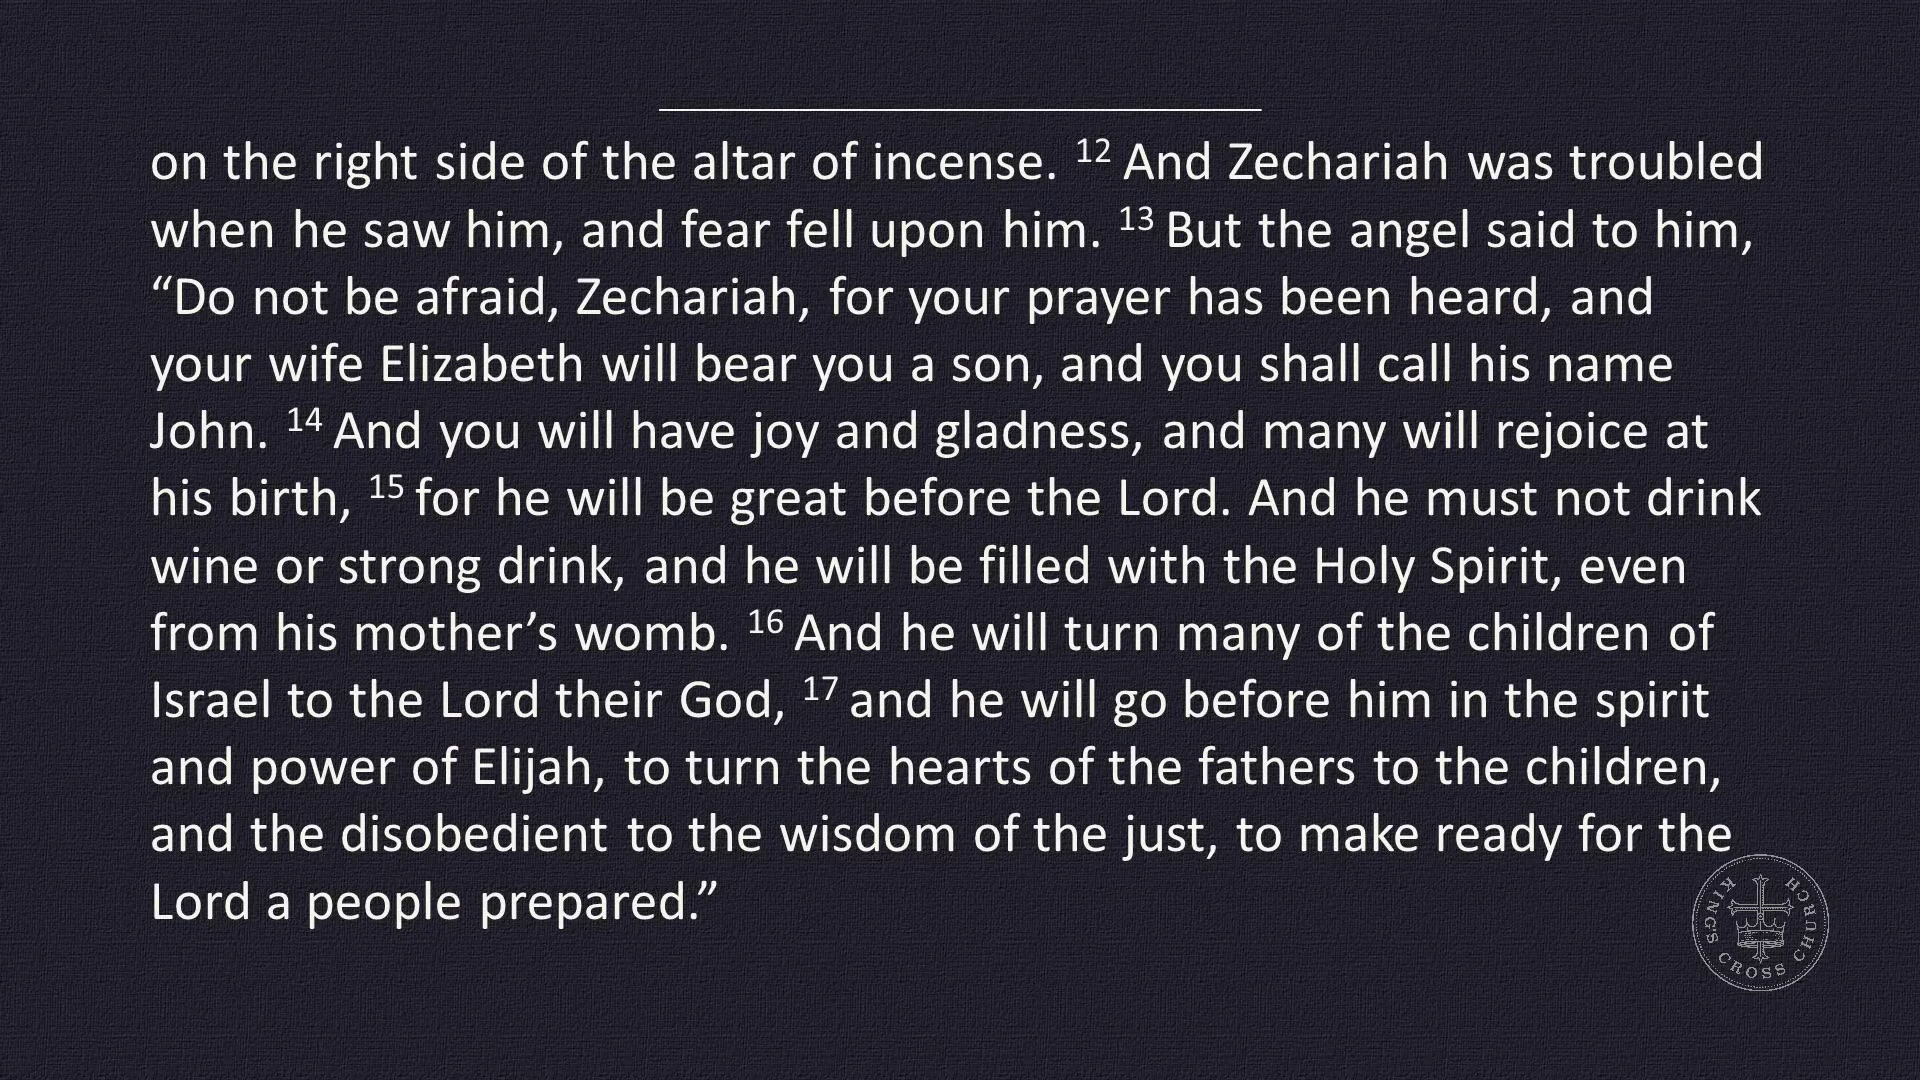 on the right side of the altar of incense. 12 And Zechariah was troubled
when he saw him, and fear fell upon him. 13 But the angel said to him,
“Do not be afraid, Zechariah, for your prayer has been heard, and
your wife Elizabeth will bear you a son, and you shall call his name
John. 14 And you will have joy and gladness, and many will rejoice at
his birth, 15 for he will be great before the Lord. And he must not drink
wine or strong drink, and he will be filled with the Holy Spirit, even
from his mother’s womb. 16 And he will turn many of the children of
Israel to the Lord their God, 17 and he will go before him in the spirit
and power of Elijah, to turn the hearts of the fathers to the children,
and the disobedient to the wisdom of the just, to make ready for the
Lord a people prepared.”
KING'S CROSS CHURCH